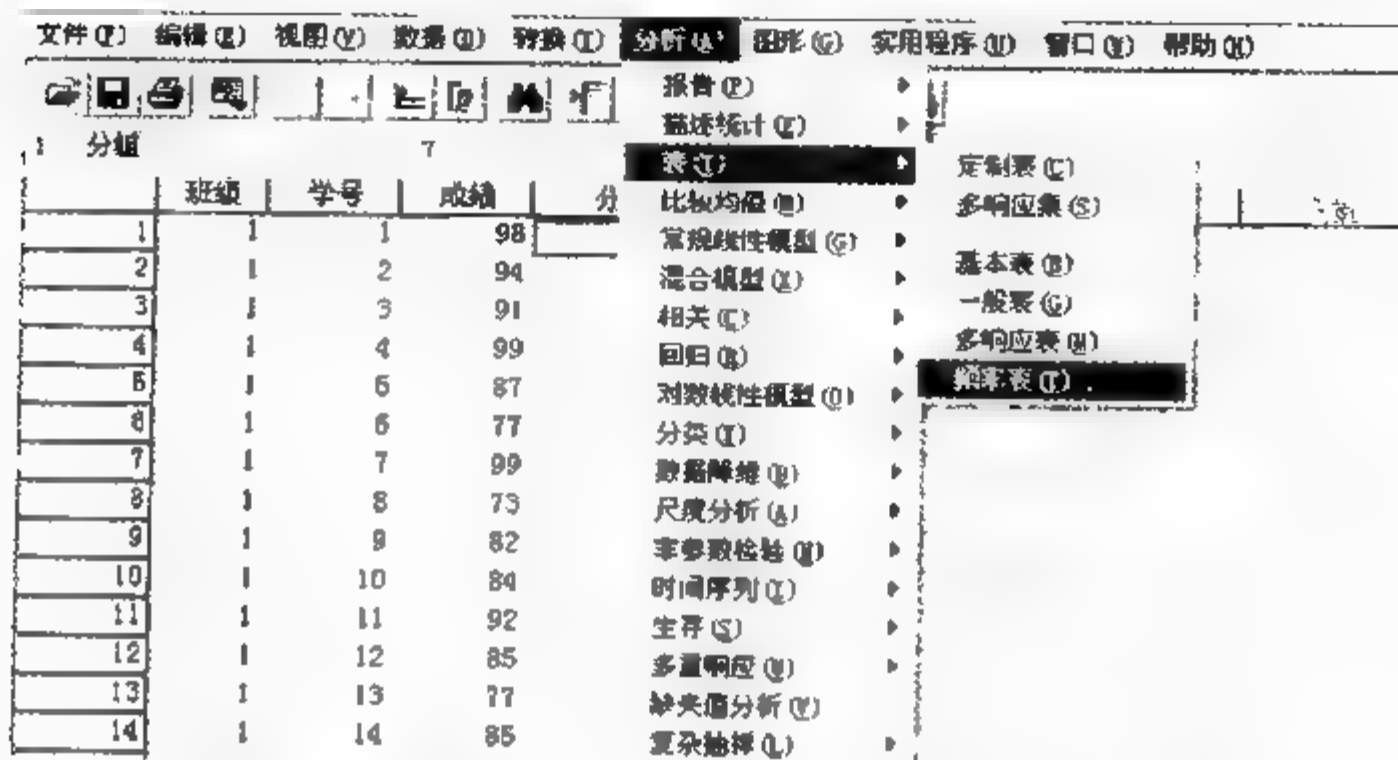 文件(F) 编辑(E) 视图(V) 数据(D) 转换(T) 分析(A) 图形(G) 实用程序(U) 窗口(W) 帮助(H)
1 分组 7
班级 学号 成绩 分
1 1 1 98
2 1 2 94
3 1 3 91
4 1 4 99
5 1 5 87
6 1 6 77
7 1 7 99
8 1 8 73
9 1 9 82
10 1 10 84
11 1 11 92
12 1 12 85
13 1 13 77
14 1 14 85
报告(P)
描述统计(E)
表(T)
比较均值(M)
常规线性模型(G)
混合模型(X)
相关(C)
回归(R)
对数线性模型(O)
分类(Y)
数据降维(D)
尺度分析(A)
非参数检验(N)
时间序列(I)
生存(S)
多重响应(U)
缺失值分析(V)
复杂抽样(L)
定制表(C)
多响应集(S)
基本表(B)
一般表(G)
多响应表(M)
频率表(T)